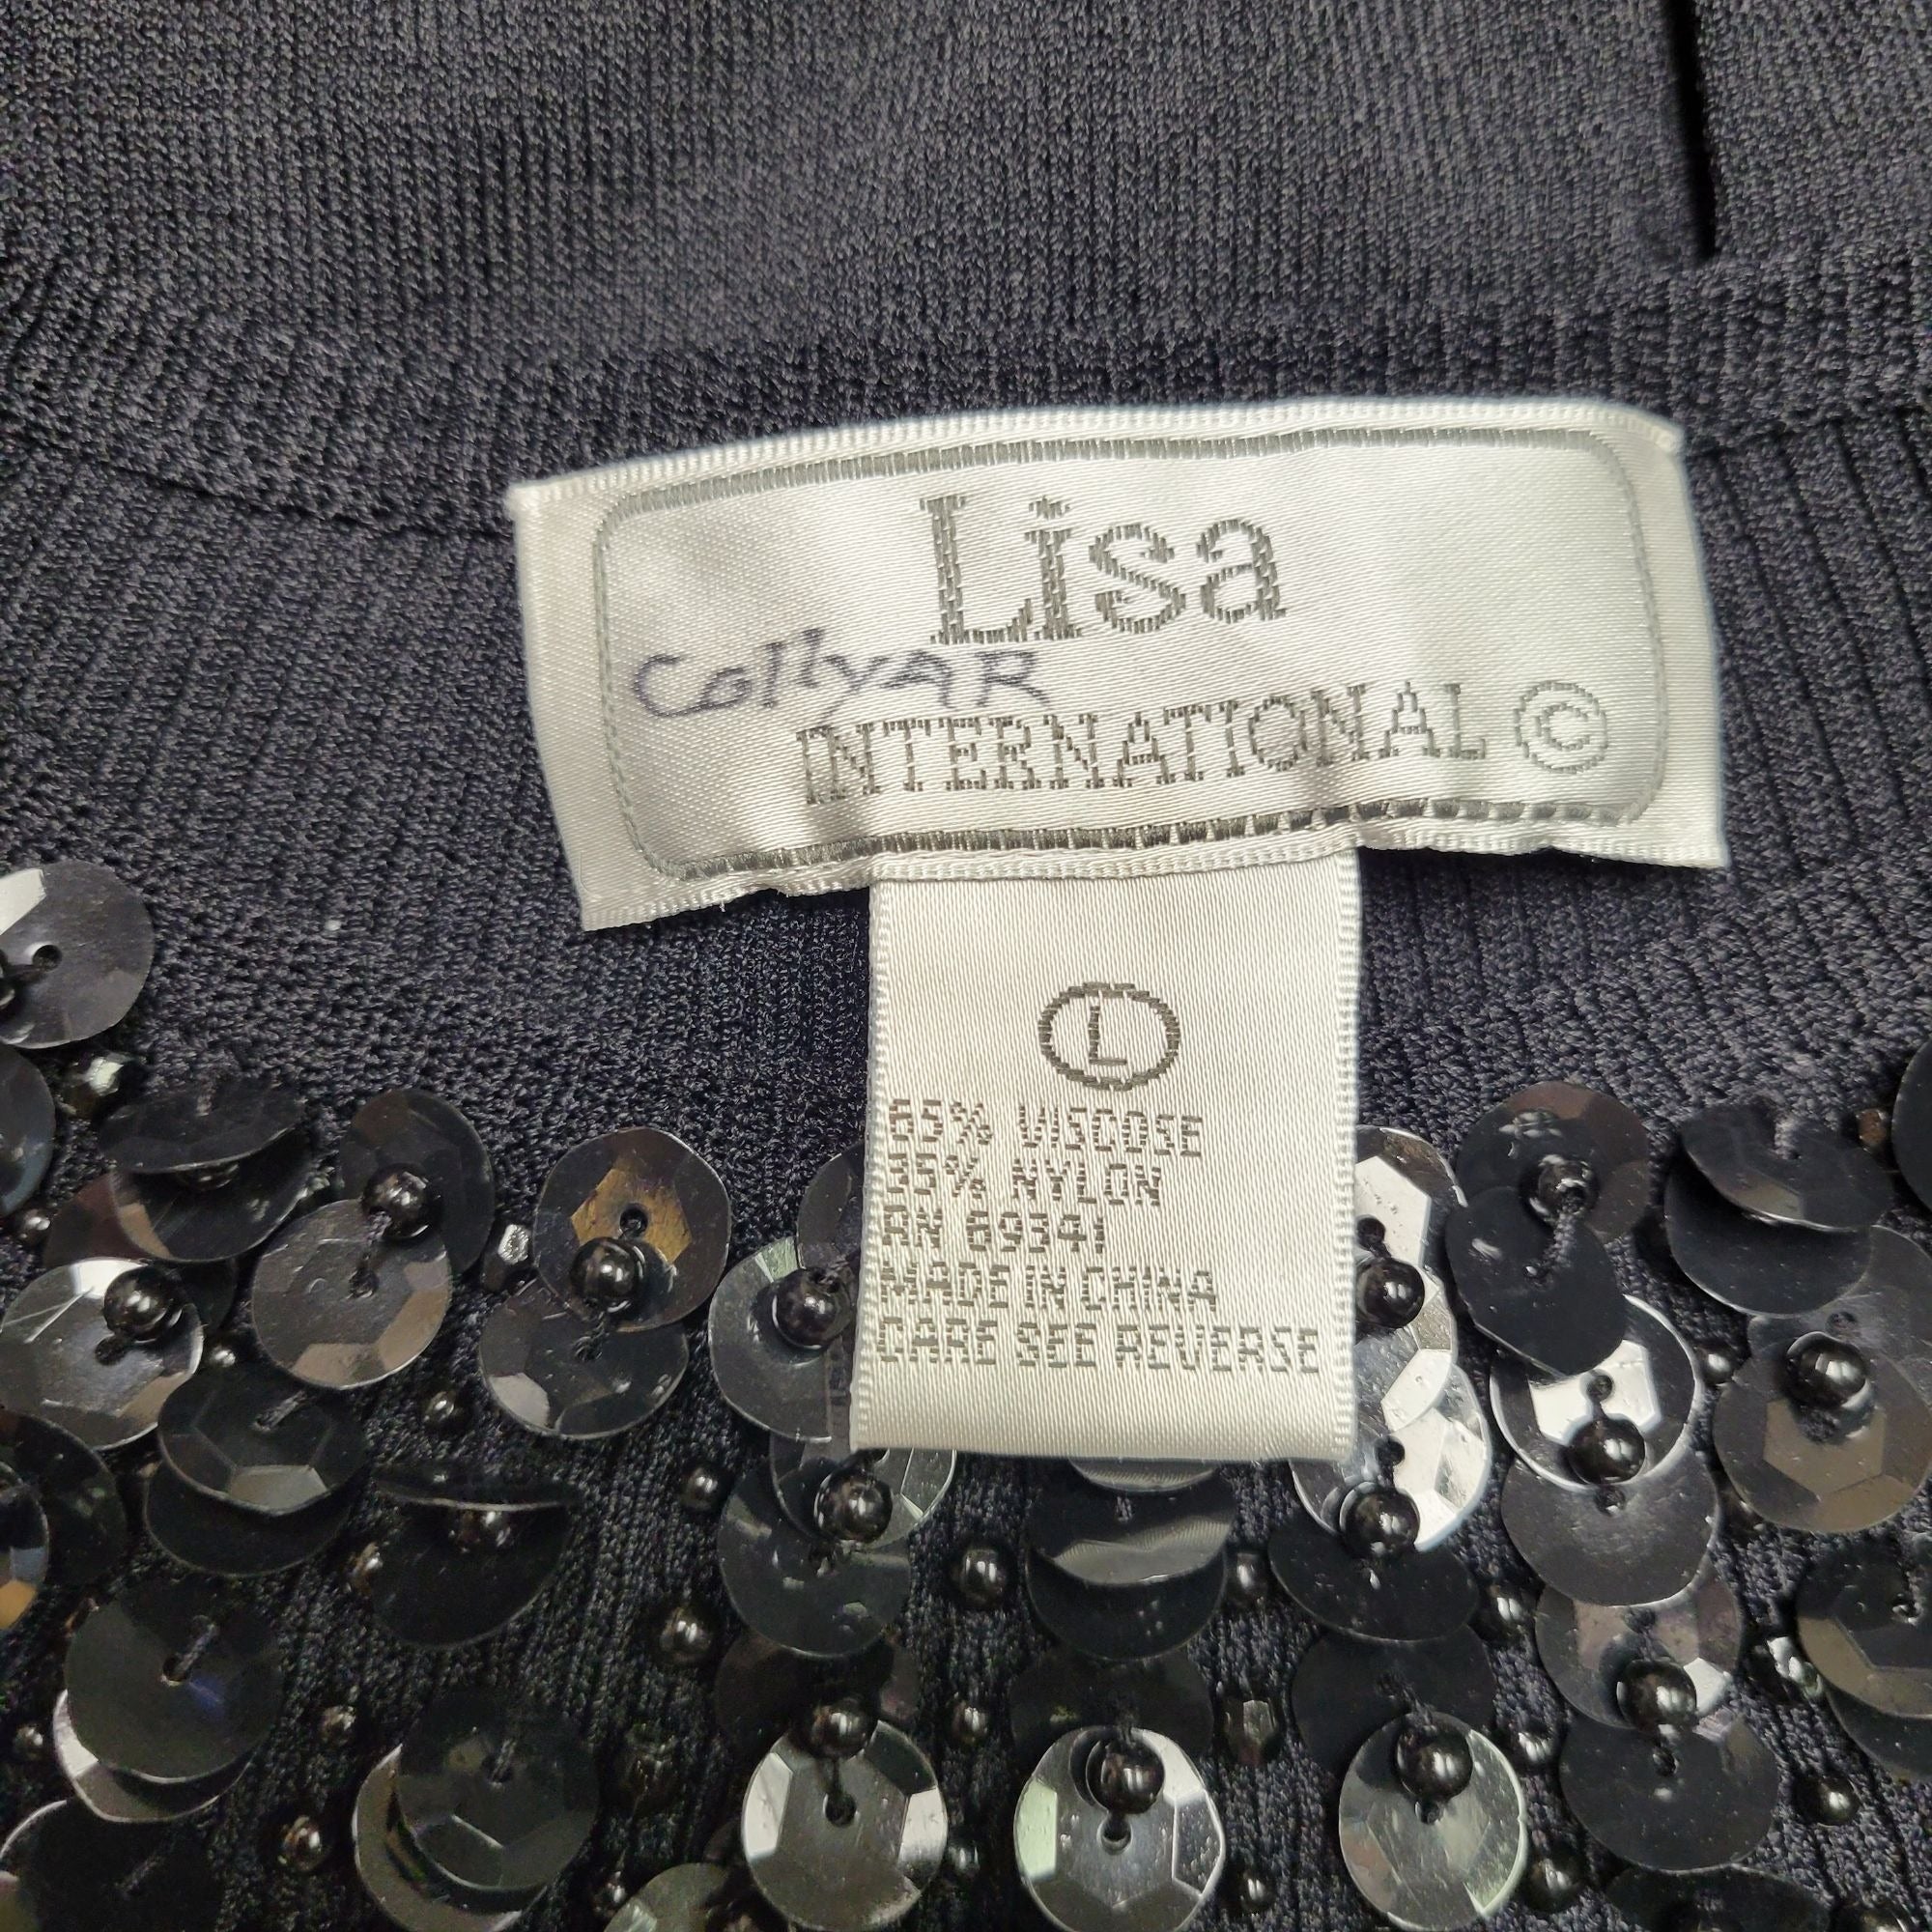 Lisa
CollyAR
INTERNATIONAL ©
L
65% VISCOSE
35% NYLON
RN 69341
MADE IN CHINA
CARE SEE REVERSE